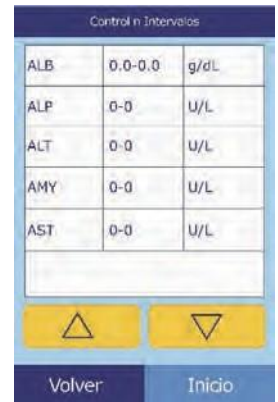 Control n Intervalos
ALB 0.0-0.0 g/dL
ALP 0-0 U/L
ALT 0-0 U/L
AMY 0-0 U/L
AST 0-0 U/L
Volver Inicio